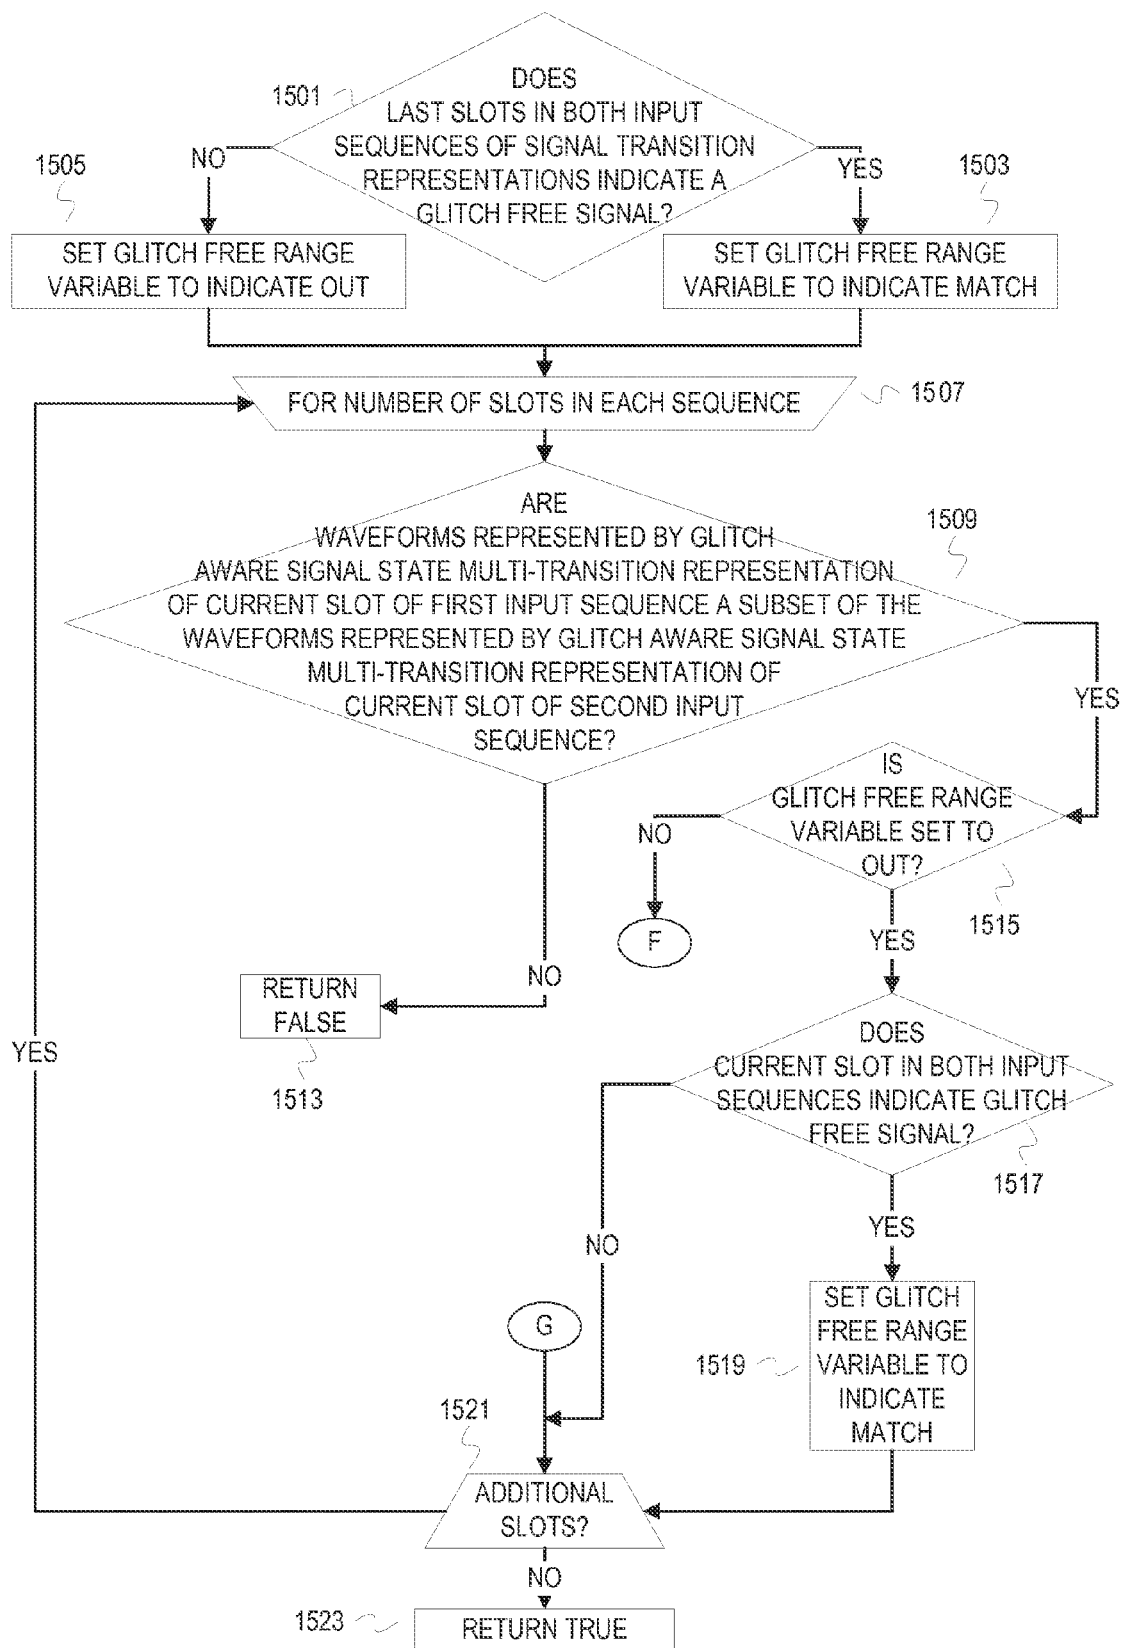 DOES
LAST SLOTS IN BOTH INPUT
SEQUENCES OF SIGNAL TRANSITION
REPRESENTATIONS INDICATE A
GLITCH FREE SIGNAL?
1501
NO
YES
1505
1503
SET GLITCH FREE RANGE
VARIABLE TO INDICATE OUT
SET GLITCH FREE RANGE
VARIABLE TO INDICATE MATCH
FOR NUMBER OF SLOTS IN EACH SEQUENCE
1507
ARE
WAVEFORMS REPRESENTED BY GLITCH
AWARE SIGNAL STATE MULTI-TRANSITION REPRESENTATION
OF CURRENT SLOT OF FIRST INPUT SEQUENCE A SUBSET OF THE
WAVEFORMS REPRESENTED BY GLITCH AWARE SIGNAL STATE
MULTI-TRANSITION REPRESENTATION OF
CURRENT SLOT OF SECOND INPUT
SEQUENCE?
1509
YES
IS
GLITCH FREE RANGE
VARIABLE SET TO
OUT?
1515
NO
F
YES
NO
RETURN
FALSE
1513
YES
DOES
CURRENT SLOT IN BOTH INPUT
SEQUENCES INDICATE GLITCH
FREE SIGNAL?
1517
YES
NO
SET GLITCH
FREE RANGE
VARIABLE TO
INDICATE
MATCH
1519
G
1521
ADDITIONAL
SLOTS?
NO
1523
RETURN TRUE